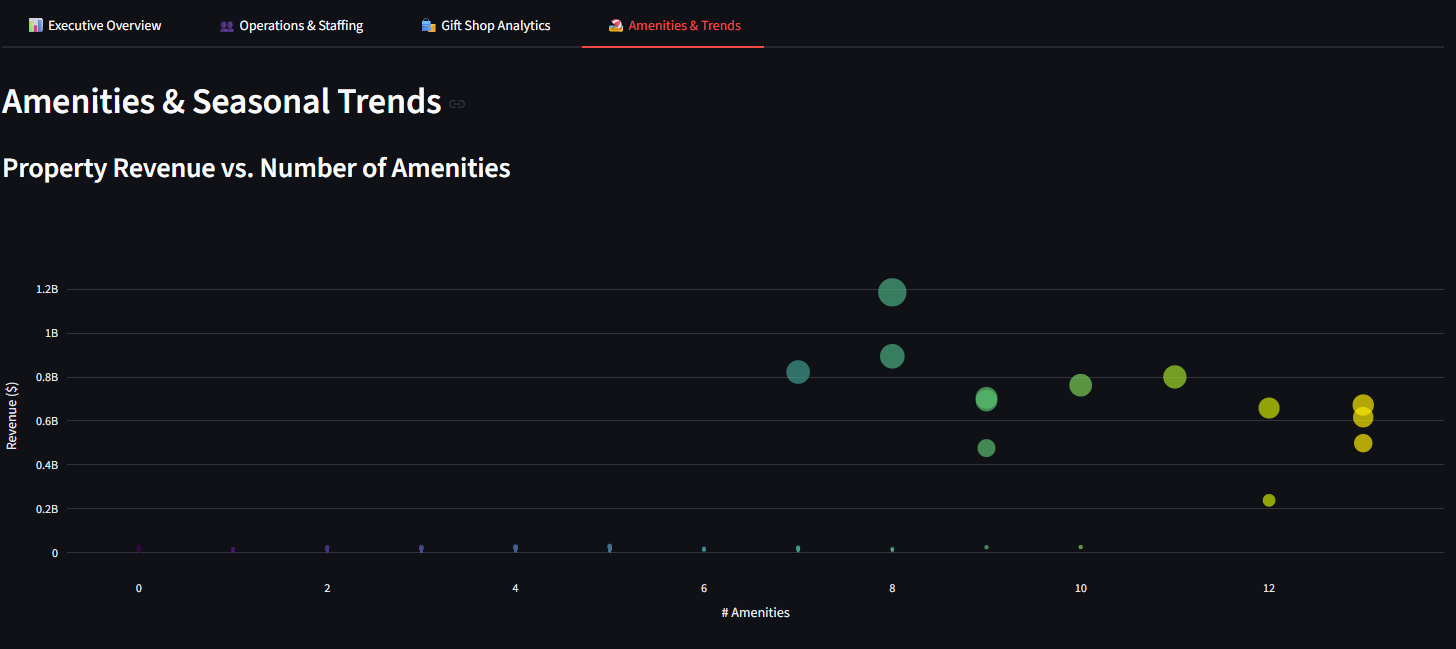 Executive Overview Operations & Staffing Gift Shop Analytics Amenities & Trends
Amenities & Seasonal Trends
Property Revenue vs. Number of Amenities
1.2B
1B
0.8B
0.6B
0.4B
0.2B
0
Revenue ($)
0 2 4 6 8 10 12
# Amenities